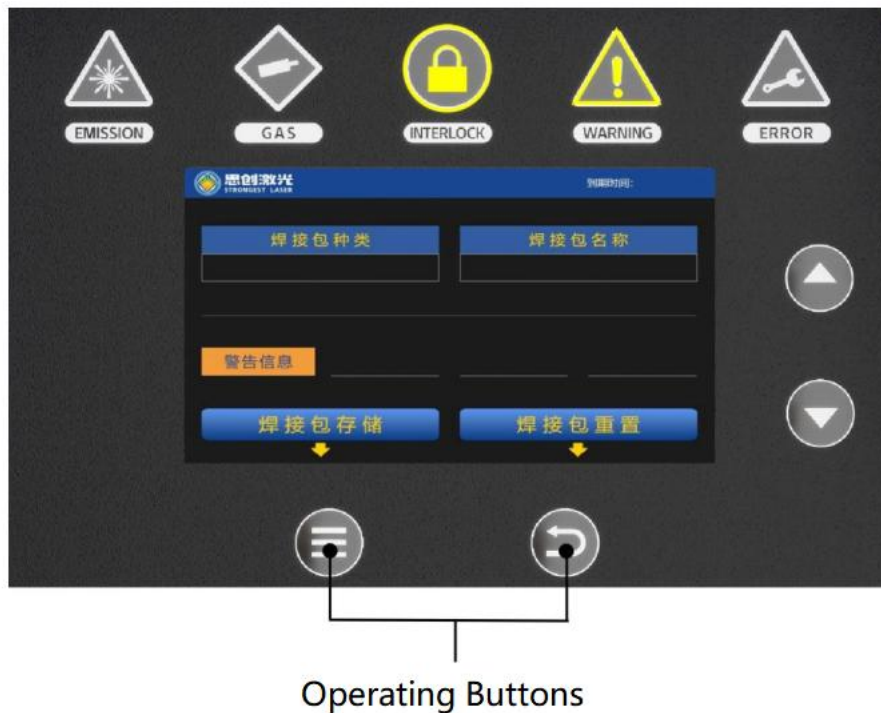 EMISSION
GAS
INTERLOCK
WARNING
ERROR
思创激光
STRONGEST LASER
到期时间:
焊接包种类
焊接包名称
警告信息
焊接包存储
焊接包重置
Operating Buttons